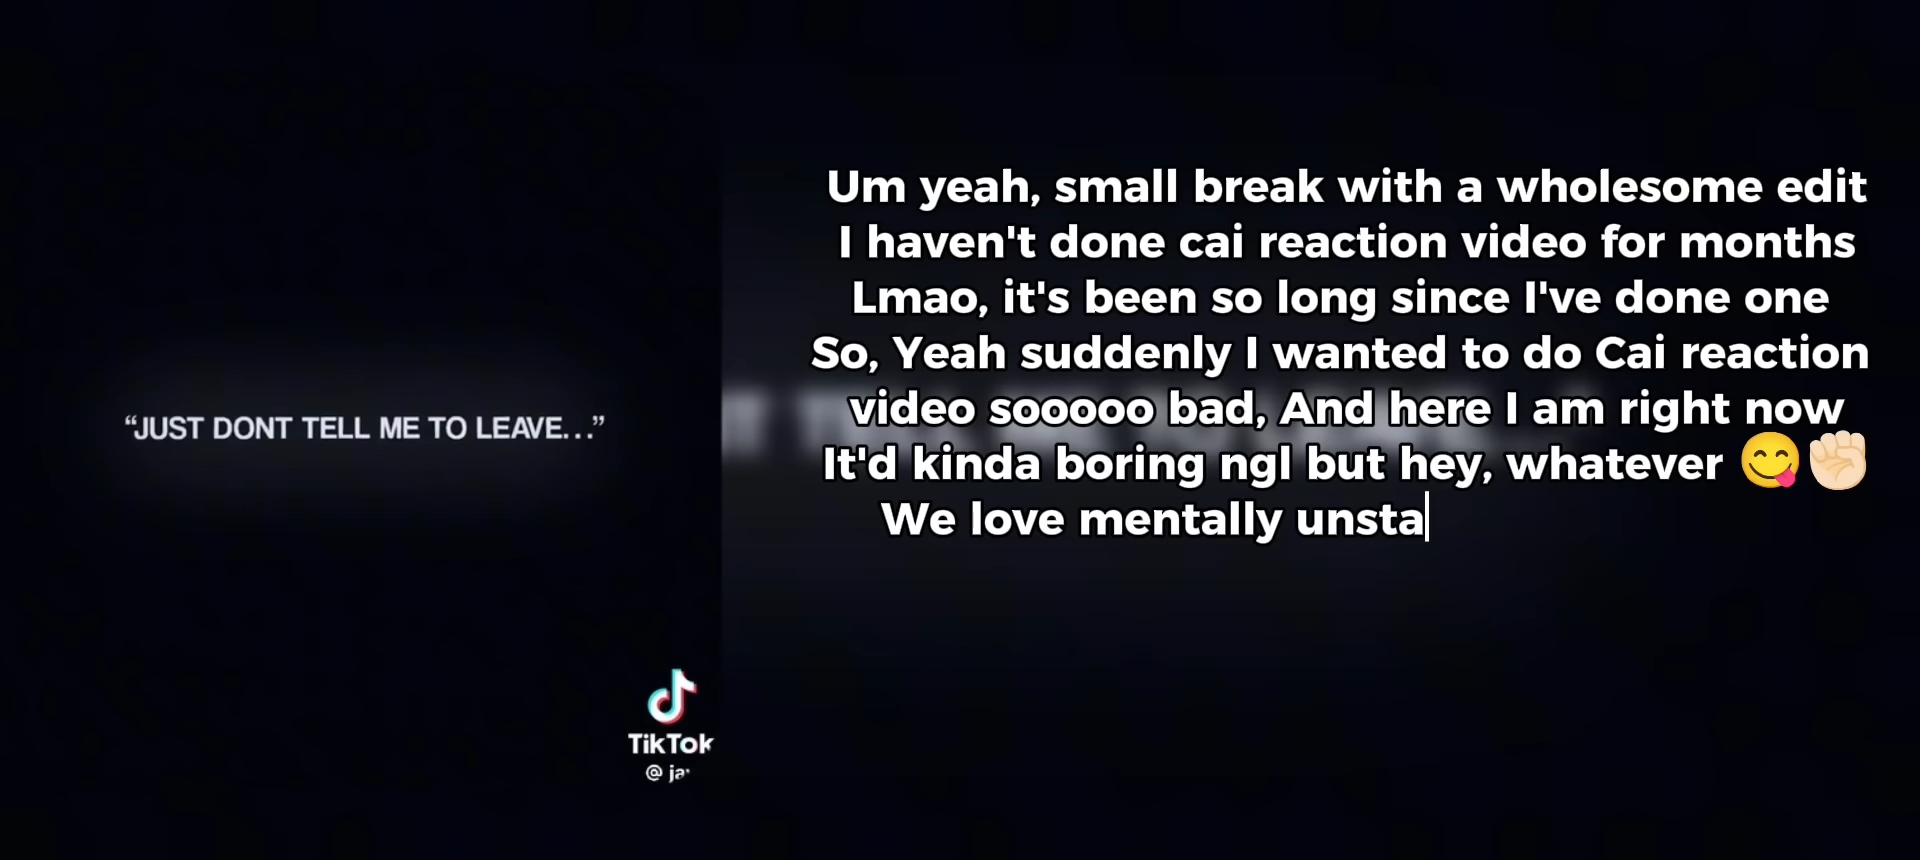 “JUST DONT TELL ME TO LEAVE...”
TikTok
Um yeah, small break with a wholesome edit
I haven't done cai reaction video for months
Lmao, it's been so long since I've done one
So, Yeah suddenly I wanted to do Cai reaction
video sooooo bad, And here I am right now
It'd kinda boring ngl but hey, whatever 😋✊🏻
We love mentally unsta